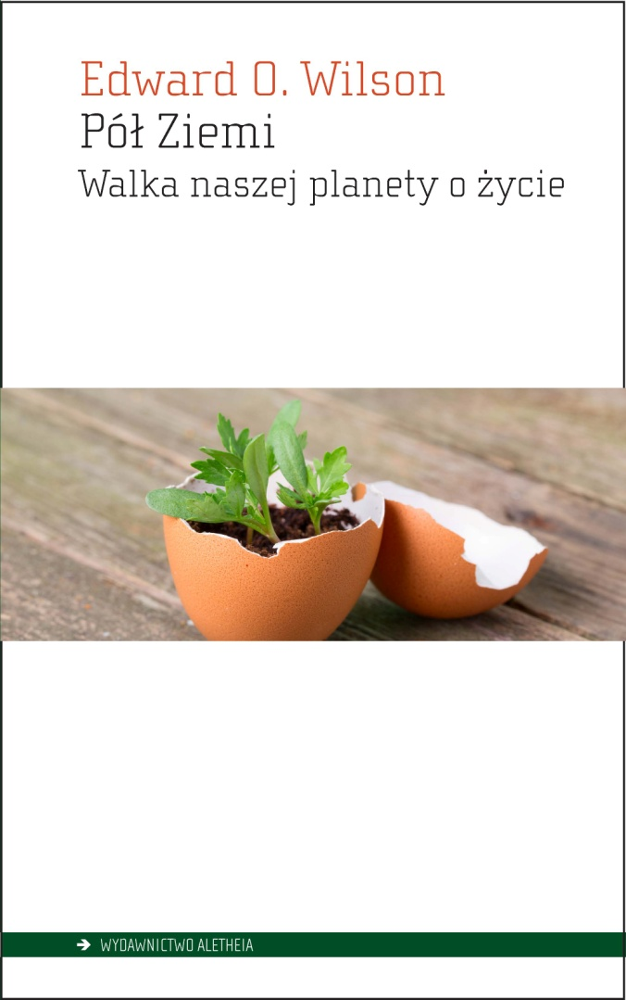 Edward O. Wilson
Pół Ziemi
Walka naszej planety o życie
WYDAWNICTWO ALETHEIA